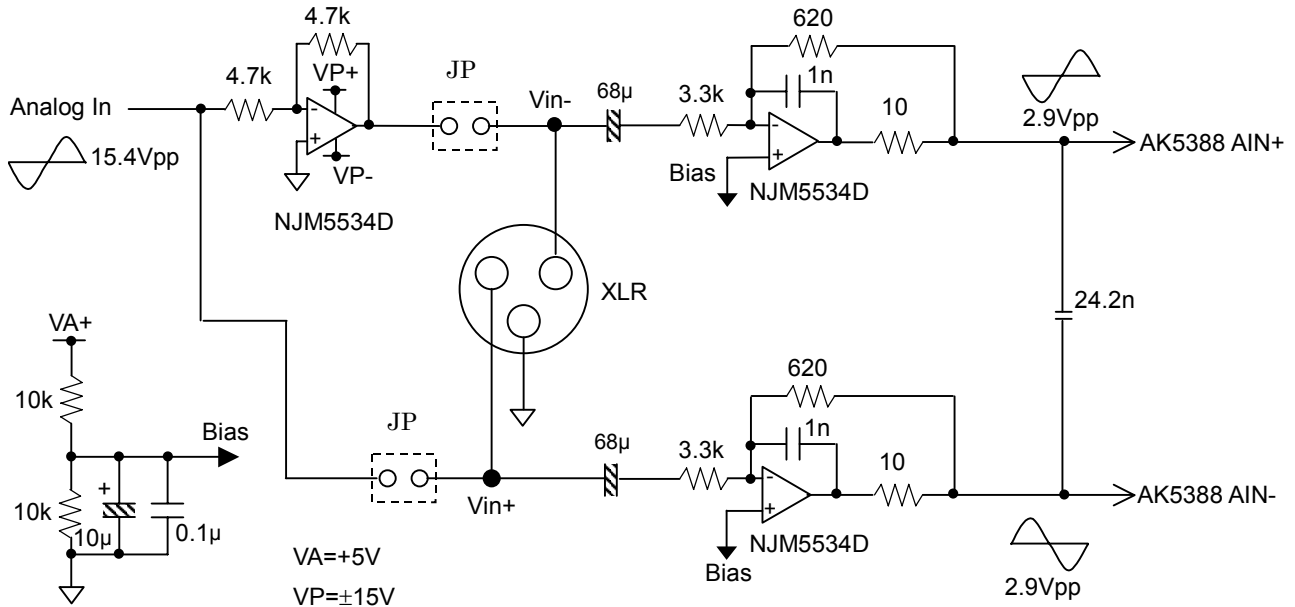 4.7k
4.7k
VP+
JP
Analog In
15.4Vpp
VP-
NJM5534D
Vin-
68µ
3.3k
620
1n
10
Bias
NJM5534D
2.9Vpp
AK5388 AIN+
XLR
24.2n
VA+
10k
Bias
10k
+
10µ
0.1µ
JP
Vin+
68µ
3.3k
620
1n
10
Bias
NJM5534D
AK5388 AIN-
2.9Vpp
VA=+5V
VP=±15V